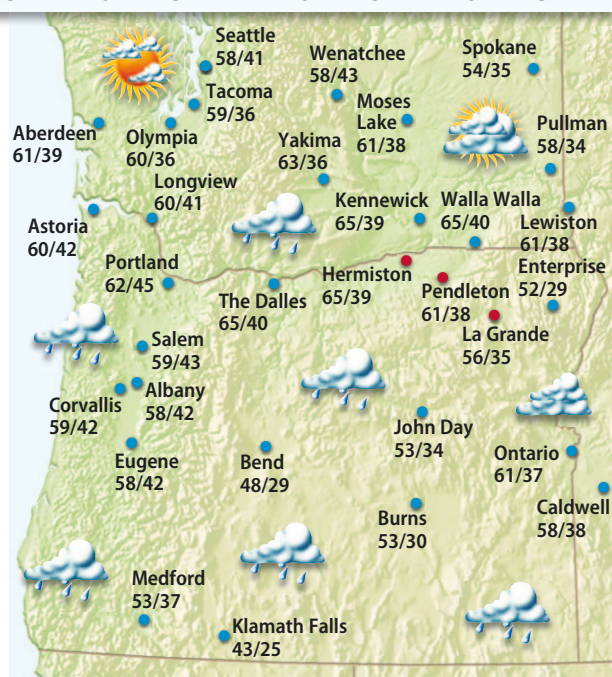 Seattle
58/41
Wenatchee
58/43
Spokane
54/35
Tacoma
59/36
Moses
Lake
61/38
Aberdeen
61/39
Olympia
60/36
Yakima
63/36
Pullman
58/34
Longview
60/41
Kennewick
65/39
Walla Walla
65/40
Lewiston
61/38
Astoria
60/42
Portland
62/45
The Dalles
65/40
Hermiston
65/39
Pendleton
61/38
Enterprise
52/29
La Grande
56/35
Salem
59/43
Albany
58/42
Corvallis
59/42
John Day
53/34
Eugene
58/42
Bend
48/29
Ontario
61/37
Caldwell
58/38
Burns
53/30
Medford
53/37
Klamath Falls
43/25